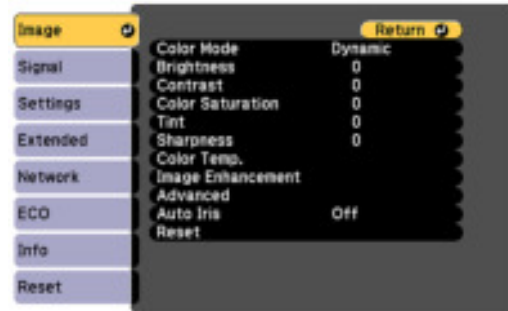 Image
Signal
Settings
Extended
Network
ECO
Info
Reset
Return
Color Mode Dynamic
Brightness 0
Contrast 0
Color Saturation 0
Tint 0
Sharpness 0
Color Temp.
Image Enhancement
Advanced
Auto Iris Off
Reset